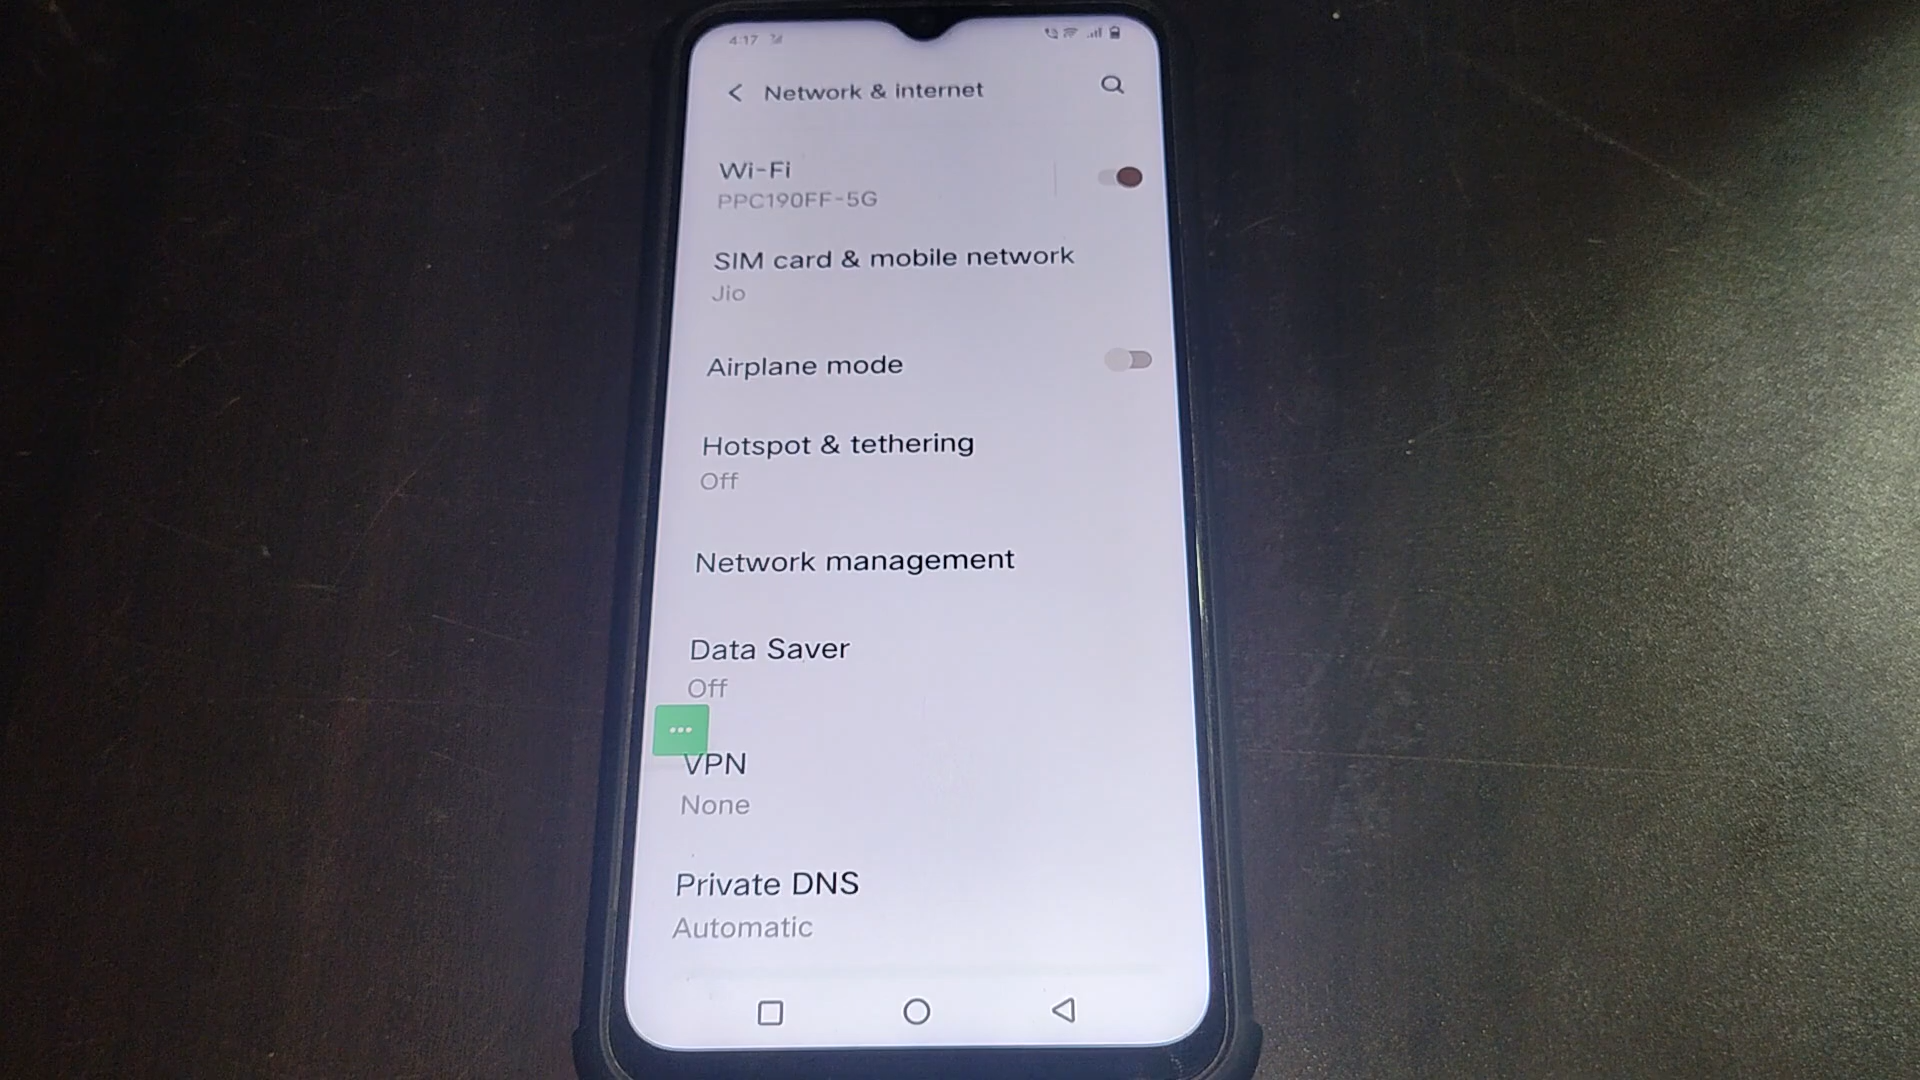 4:17
Network & internet
Wi-Fi
PPC190FF-5G
SIM card & mobile network
Jio
Airplane mode
Hotspot & tethering
Off
Network management
Data Saver
Off
VPN
None
Private DNS
Automatic